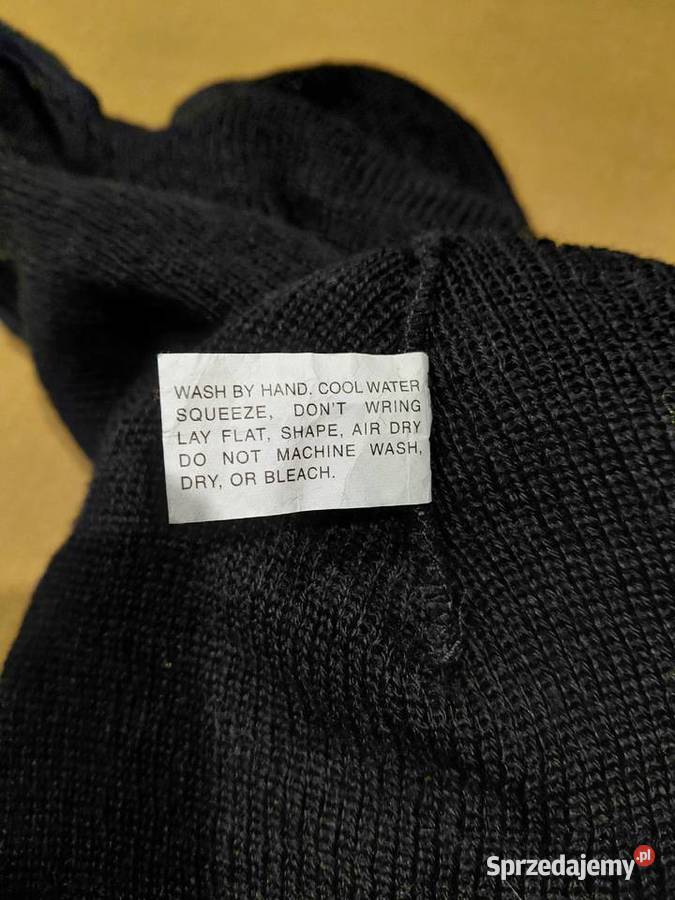 WASH BY HAND. COOL WATER
SQUEEZE, DON'T WRING
LAY FLAT, SHAPE, AIR DRY
DO NOT MACHINE WASH,
DRY, OR BLEACH.
Sprzedajemy.pl